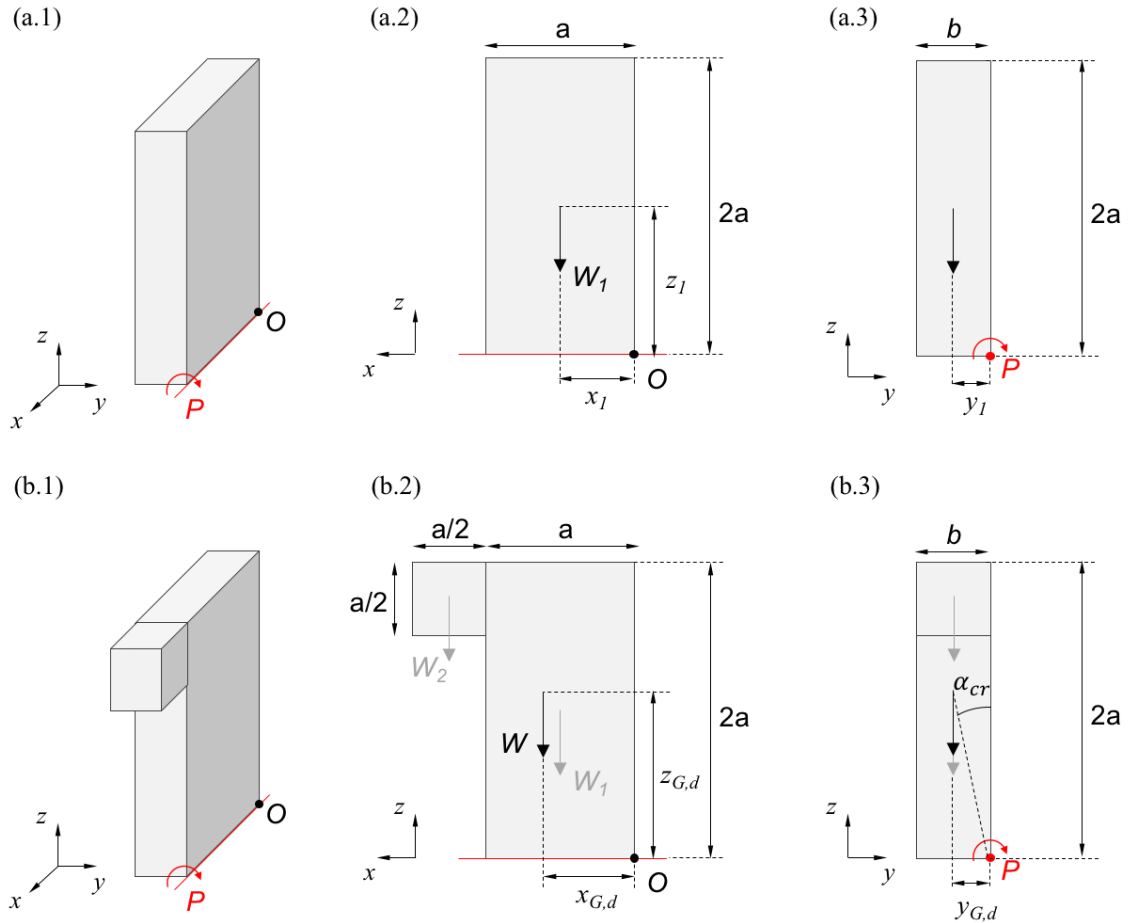 (a.1)
(a.2)
(a.3)
a
b
2a
2a
W1
z1
O
P
z
y
x
z
x
O
x1
z
y
P
y1
(b.1)
(b.2)
(b.3)
a/2
a
b
a/2
W2
αcr
2a
2a
W
W1
zG,d
O
P
z
y
x
z
x
O
xG,d
z
y
P
yG,d